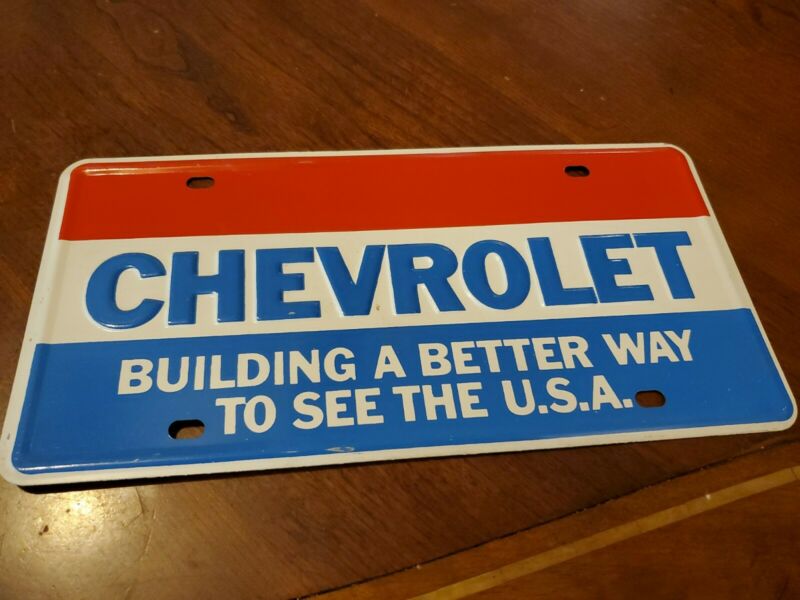 CHEVROLET
BUILDING A BETTER WAY
TO SEE THE U.S.A.